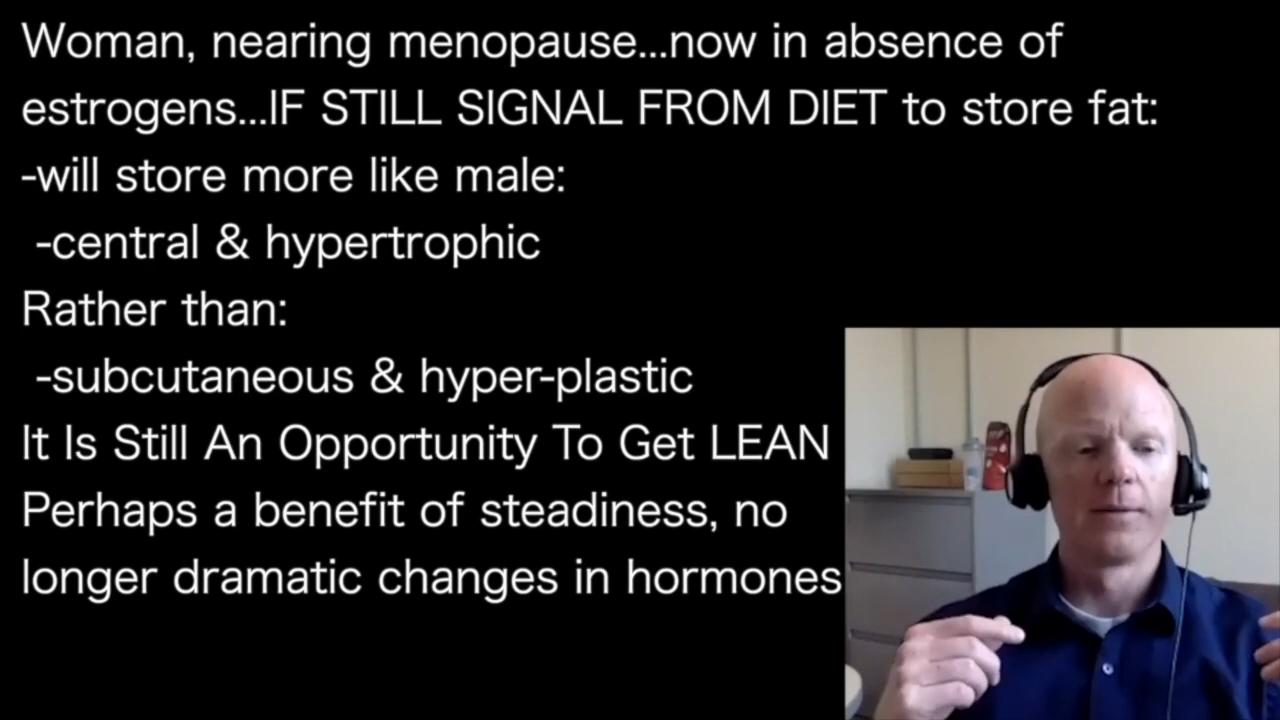 Woman, nearing menopause...now in absence of
estrogens...IF STILL SIGNAL FROM DIET to store fat:
-will store more like male:
-central & hypertrophic
Rather than:
-subcutaneous & hyper-plastic
It Is Still An Opportunity To Get LEAN
Perhaps a benefit of steadiness, no
longer dramatic changes in hormones